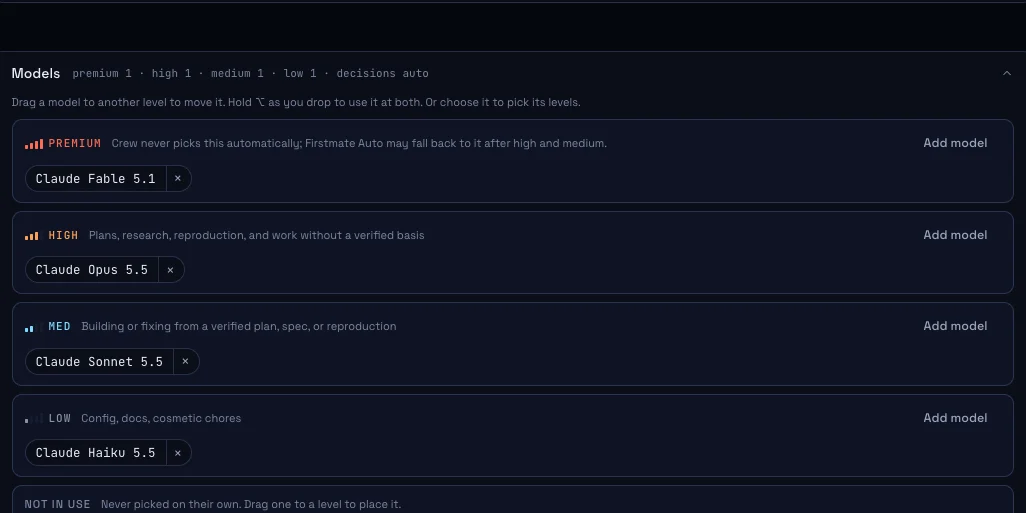 Models premium 1 · high 1 · medium 1 · low 1 · decisions auto
Drag a model to another level to move it. Hold ⌥ as you drop to use it at both. Or choose it to pick its levels.
PREMIUM Crew never picks this automatically; Firstmate Auto may fall back to it after high and medium. Add model
Claude Fable 5.1 ×
HIGH Plans, research, reproduction, and work without a verified basis Add model
Claude Opus 5.5 ×
MED Building or fixing from a verified plan, spec, or reproduction Add model
Claude Sonnet 5.5 ×
LOW Config, docs, cosmetic chores Add model
Claude Haiku 5.5 ×
NOT IN USE Never picked on their own. Drag one to a level to place it.